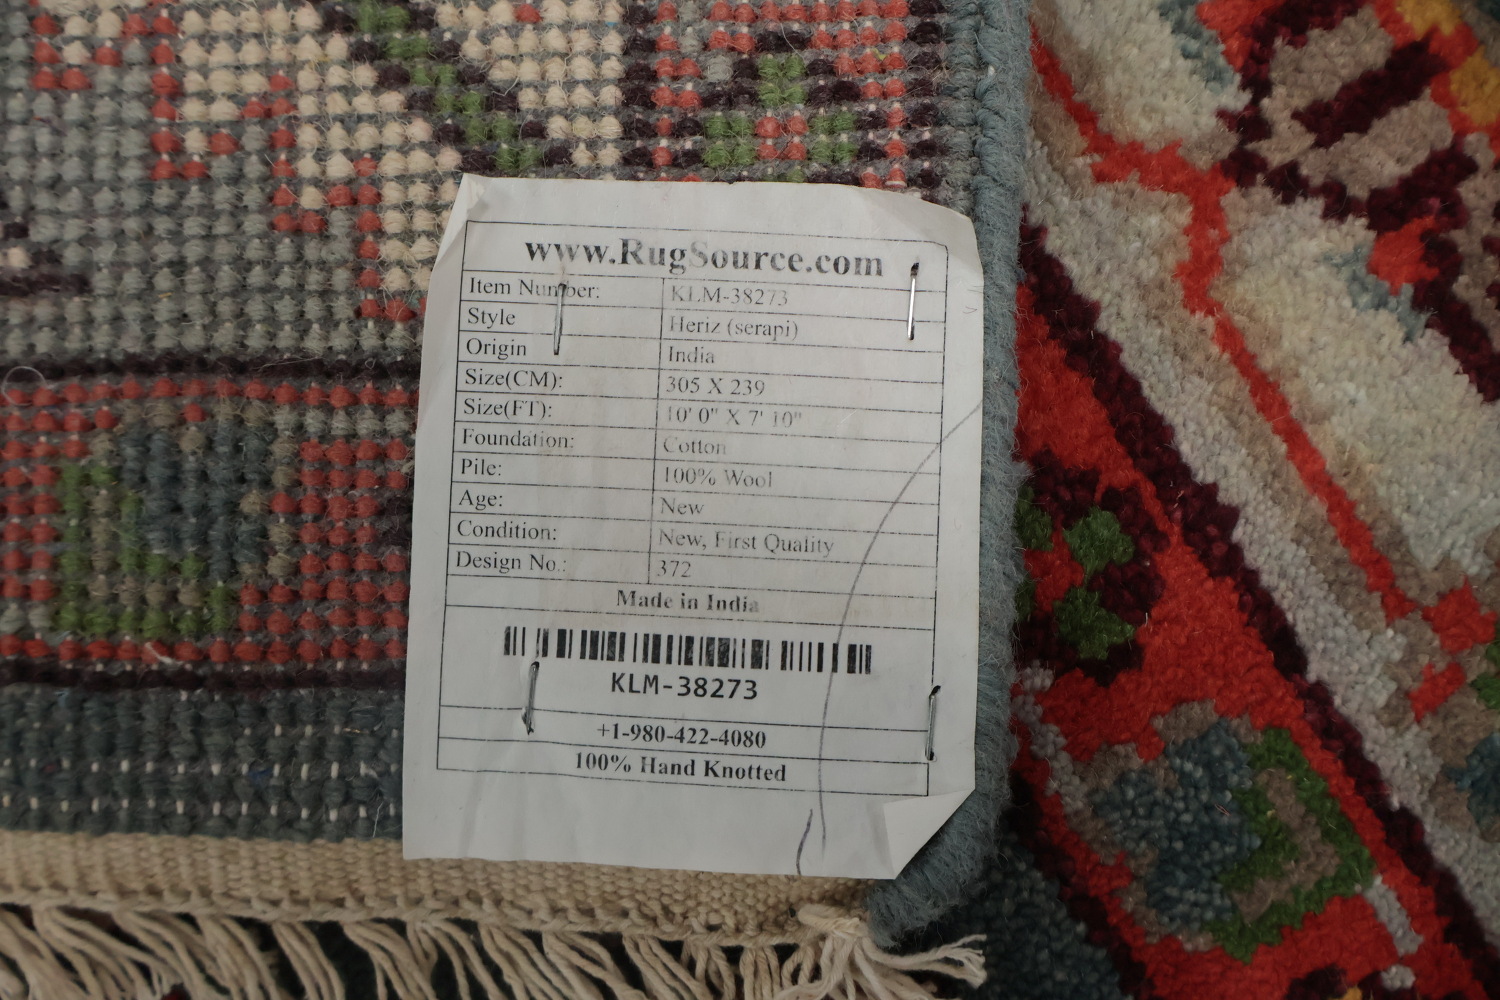 www.RugSource.com
Item Number: KLM-38273
Style Heriz (serapi)
Origin India
Size(CM): 305 X 239
Size(FT): 10' 0" X 7' 10"
Foundation: Cotton
Pile: 100% Wool
Age: New
Condition: New, First Quality
Design No.: 372
Made in India
KLM-38273
+1-980-422-4080
100% Hand Knotted